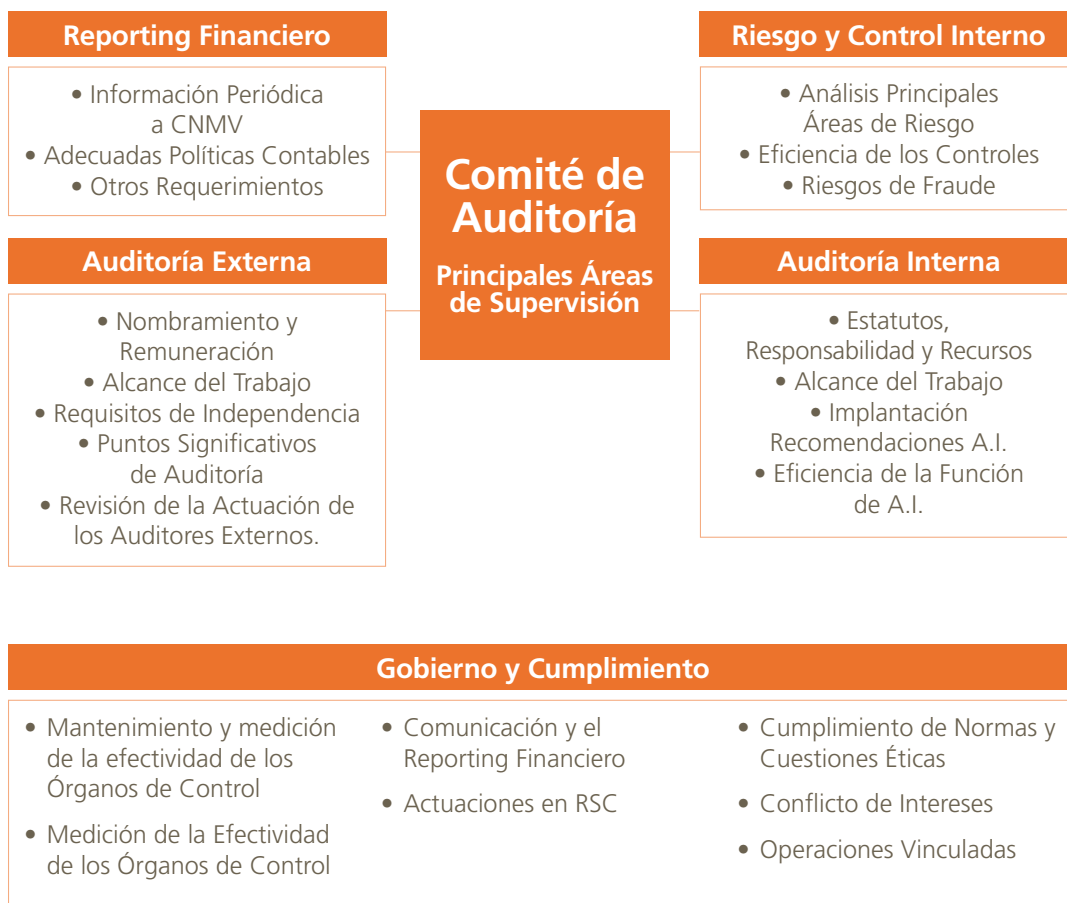 Reporting Financiero
• Información Periódica
a CNMV
• Adecuadas Políticas Contables
• Otros Requerimientos
Auditoría Externa
• Nombramiento y
Remuneración
• Alcance del Trabajo
• Requisitos de Independencia
• Puntos Significativos
de Auditoría
• Revisión de la Actuación de
los Auditores Externos.
Comité de
Auditoría
Principales Áreas
de Supervisión
Riesgo y Control Interno
• Análisis Principales
Áreas de Riesgo
• Eficiencia de los Controles
• Riesgos de Fraude
Auditoría Interna
• Estatutos,
Responsabilidad y Recursos
• Alcance del Trabajo
• Implantación
Recomendaciones A.I.
• Eficiencia de la Función
de A.I.
Gobierno y Cumplimiento
• Mantenimiento y medición
de la efectividad de los
Órganos de Control
• Medición de la Efectividad
de los Órganos de Control
• Comunicación y el
Reporting Financiero
• Actuaciones en RSC
• Cumplimiento de Normas y
Cuestiones Éticas
• Conflicto de Intereses
• Operaciones Vinculadas